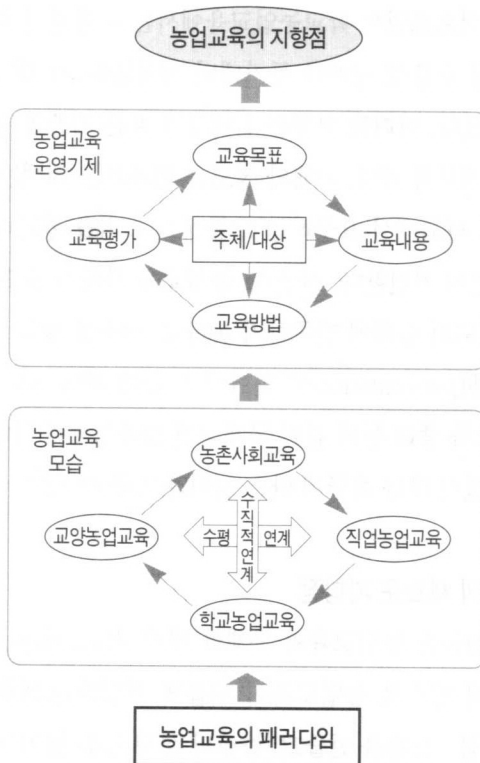 농업교육의 지향점
농업교육
운영기제
교육목표
교육평가
주체/대상
교육내용
교육방법
농업교육
모습
농촌사회교육
교양농업교육
수평
수직적연계
연계
직업농업교육
학교농업교육
농업교육의 패러다임